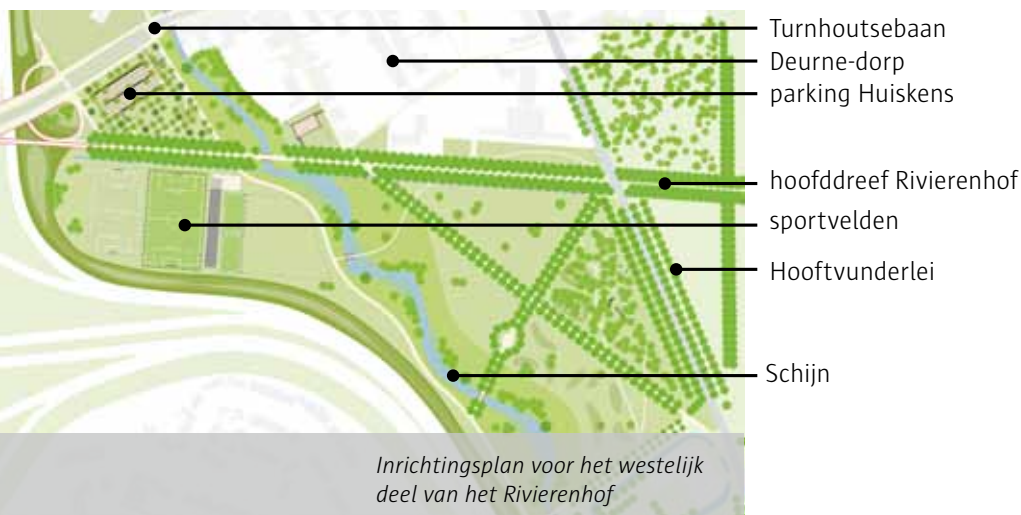 Turnhoutsebaan
Deurne-dorp
parking Huiskens
hoofddreef Rivierenhof
sportvelden
Hooftvunderlei
Schijn
Inrichtingsplan voor het westelijk
deel van het Rivierenhof